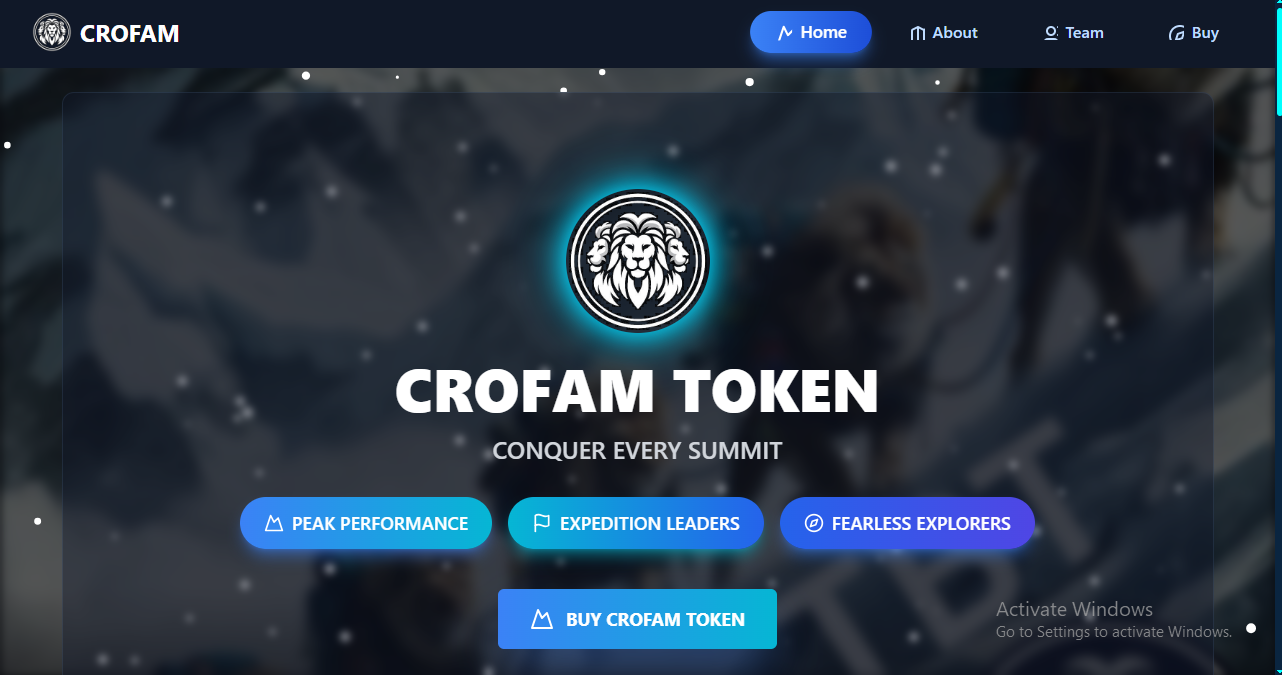 CROFAM
Home
About
Team
Buy
CROFAM TOKEN
CONQUER EVERY SUMMIT
PEAK PERFORMANCE
EXPEDITION LEADERS
FEARLESS EXPLORERS
BUY CROFAM TOKEN
Activate Windows
Go to Settings to activate Windows.